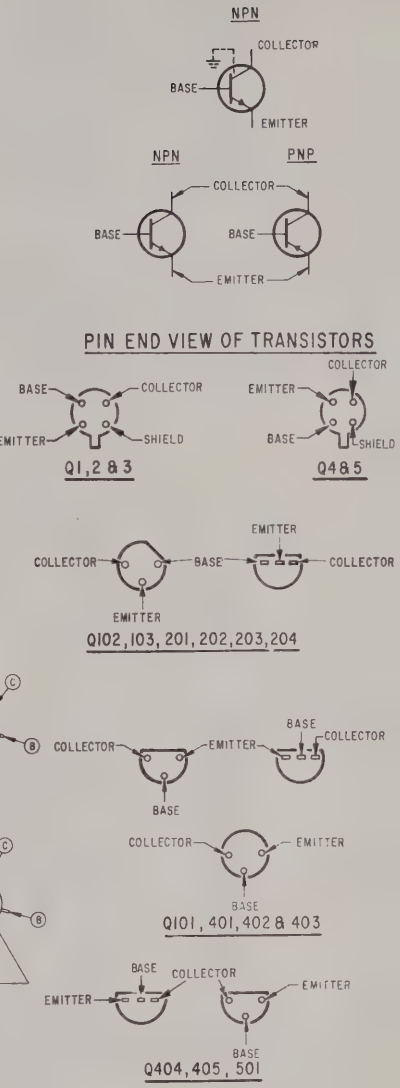 NPN
COLLECTOR
BASE
EMITTER
NPN PNP
COLLECTOR
BASE BASE
EMITTER
PIN END VIEW OF TRANSISTORS
BASE COLLECTOR
EMITTER SHIELD
Q1,2 & 3
COLLECTOR
EMITTER
BASE SHIELD
Q4&5
EMITTER
COLLECTOR BASE COLLECTOR
EMITTER
Q102, 103, 201, 202, 203, 204
C
B
BASE
COLLECTOR EMITTER COLLECTOR
BASE
C
B
COLLECTOR EMITTER
BASE
Q101, 401, 402 & 403
BASE COLLECTOR
EMITTER EMITTER
BASE
Q404, 405, 501